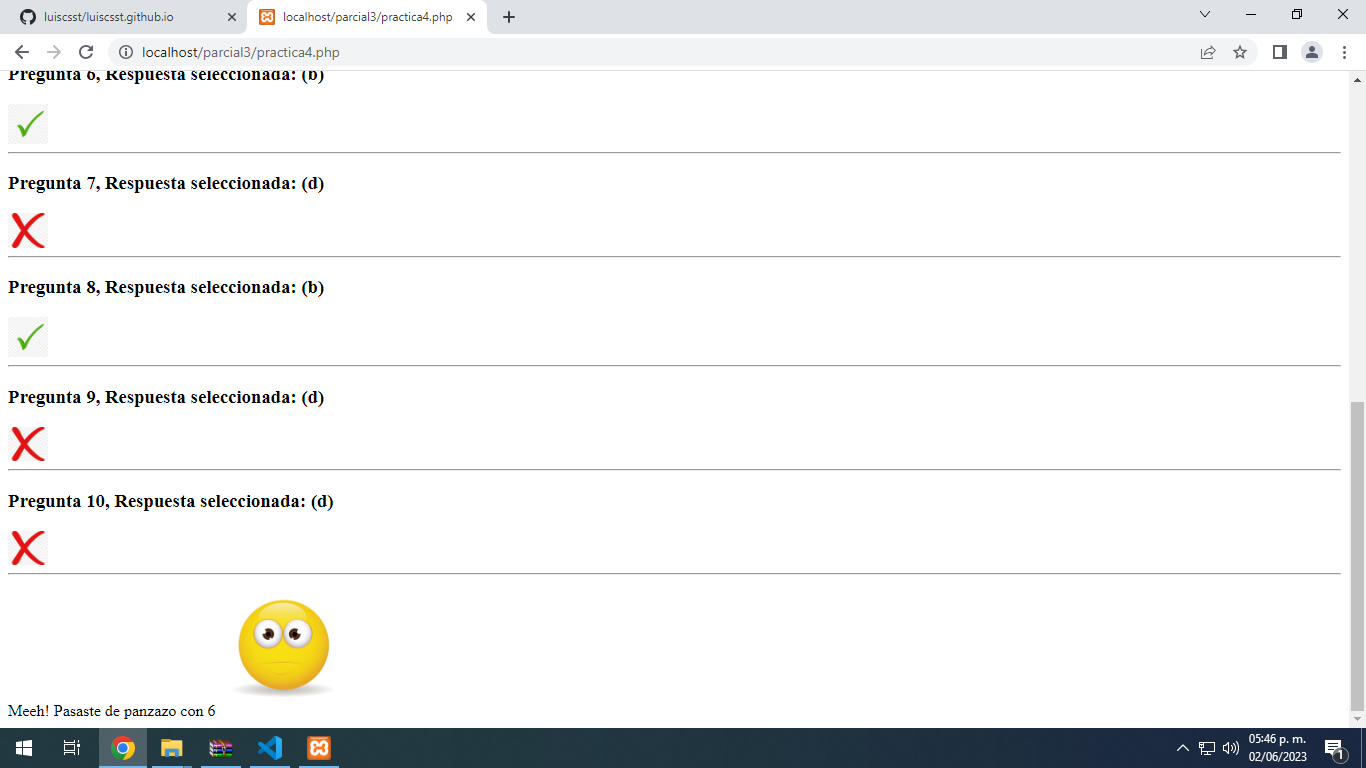 luiscsst/luiscsst.github.io
localhost/parcial3/practica4.php
localhost/parcial3/practica4.php
Pregunta 6, Respuesta seleccionada: (b)
Pregunta 7, Respuesta seleccionada: (d)
Pregunta 8, Respuesta seleccionada: (b)
Pregunta 9, Respuesta seleccionada: (d)
Pregunta 10, Respuesta seleccionada: (d)
Meeh! Pasaste de panzazo con 6
05:46 p. m.
02/06/2023
1